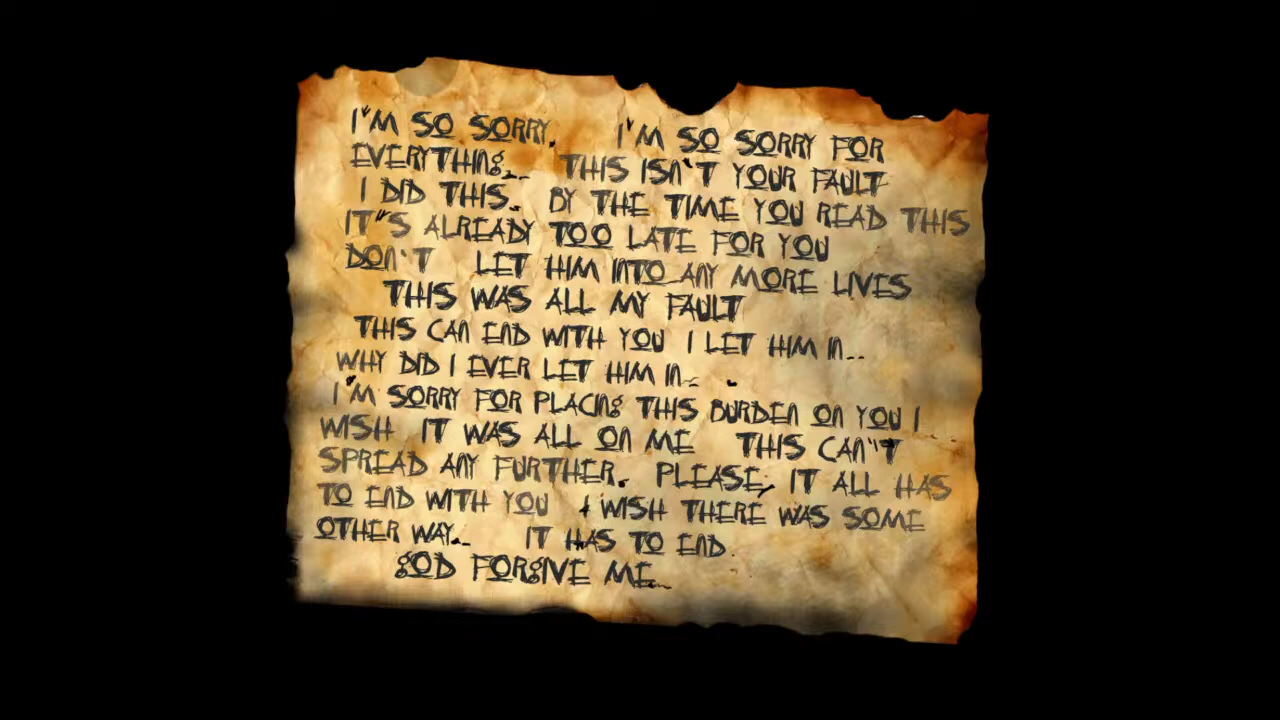 I'M SO SORRY. I'M SO SORRY FOR
EVERYTHINg... THIS ISN'T YOUR FAULT
I DID THIS.. BY THE TIME YOU READ THIS
IT"S ALREADY TOO LATE FOR YOU
DON'T LET HIM INTO ANY MORE LIVES
THIS WAS ALL MY FAULT
THIS CAN END WITH YOU I LET HIM IN...
WHY DID I EVER LET HIM IN...
I'M SORRY FOR PLACINg THIS BURDEN ON YOU I
WISH IT WAS ALL ON ME THIS CAN"T
SPREAD ANY FURTHER. PLEASE, IT ALL HAS
TO END WITH YOU I WISH THERE WAS SOME
OTHER WAY... IT HAS TO END.
gOD FORgIVE ME...